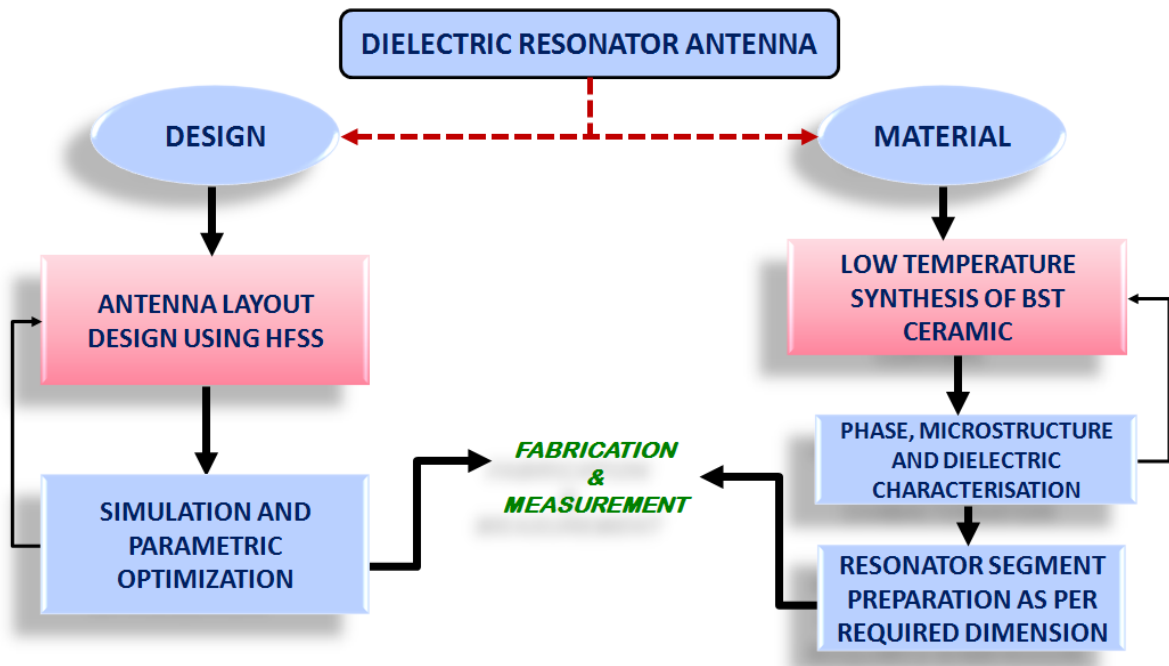 DIELECTRIC RESONATOR ANTENNA
DESIGN
MATERIAL
ANTENNA LAYOUT
DESIGN USING HFSS
LOW TEMPERATURE
SYNTHESIS OF BST
CERAMIC
SIMULATION AND
PARAMETRIC
OPTIMIZATION
FABRICATION
&
MEASUREMENT
PHASE, MICROSTRUCTURE
AND DIELECTRIC
CHARACTERISATION
RESONATOR SEGMENT
PREPARATION AS PER
REQUIRED DIMENSION